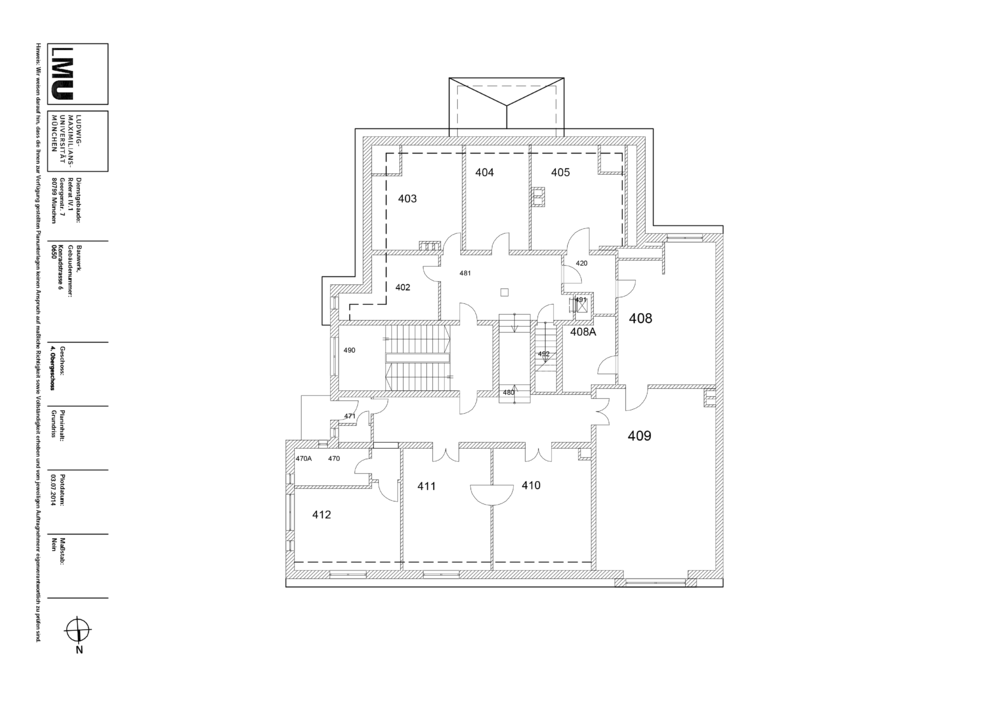 LMU
LUDWIG-
MAXIMILIANS-
UNIVERSITÄT
MÜNCHEN
Dienstgebäude:
Referat IV.1
Georgenstr. 7
80799 München
Bauwerk,
Gebäudenummer:
Konradstrasse 6
0650
Geschoss:
4. Obergeschoss
Planinhalt:
Grundriss
Plotdatum:
03.07.2014
Maßstab:
Nein
N
Hinweis: Wir weisen darauf hin, dass die Ihnen zur Verfügung gestellten Planunterlagen keinen Anspruch auf maßliche Richtigkeit sowie Vollständigkeit erheben und vom jeweiligen Auftragnehmer eigenverantwortlich zu prüfen sind.
403
404
405
402
481
420
491
408
408A
490
492
480
471
409
470A
470
411
410
412